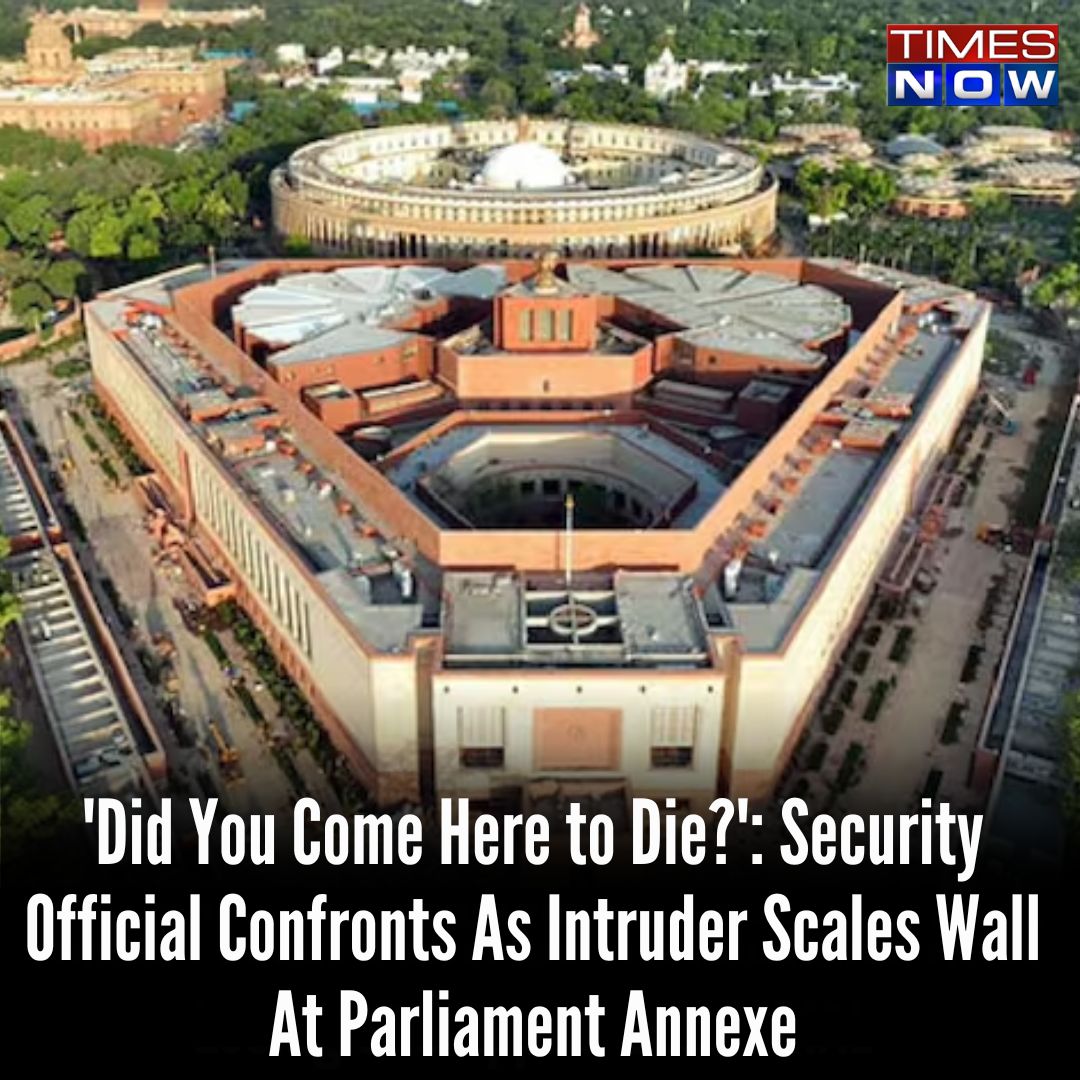 TIMES
NOW
'Did You Come Here to Die?': Security
Official Confronts As Intruder Scales Wall
At Parliament Annexe